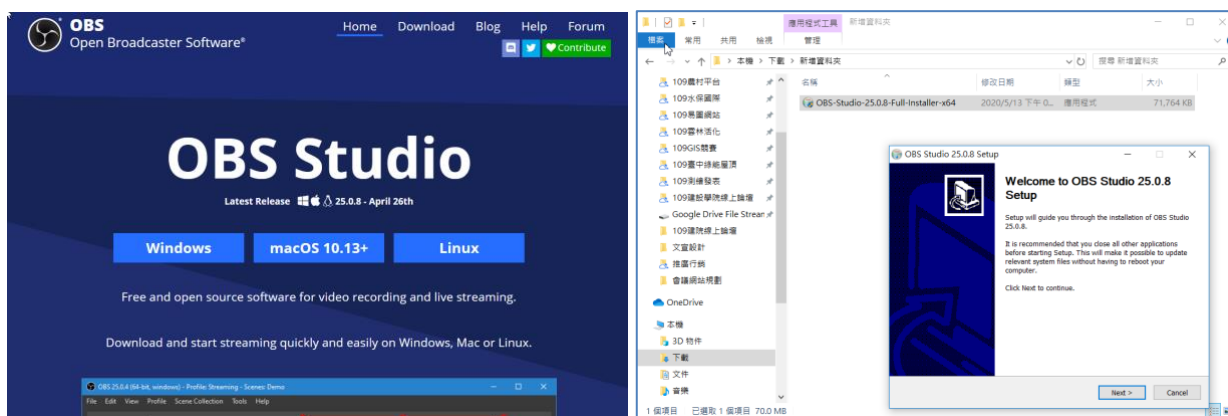 OBS
Open Broadcaster Software®
Home Download Blog Help Forum
Contribute
OBS Studio
Latest Release 25.0.8 - April 26th
Windows
macOS 10.13+
Linux
Free and open source software for video recording and live streaming.
Download and start streaming quickly and easily on Windows, Mac or Linux.
OBS 25.0.4 (64-bit, windows) - Profile: Streaming - Scenes: Demo
File Edit View Profile Scene Collection Tools Help
應用程式工具 新增資料夾
檔案 常用 共用 檢視 管理
本機 > 下載 > 新增資料夾
搜尋 新增資料夾
名稱 修改日期 類型 大小
OBS-Studio-25.0.8-Full-Installer-x64 2020/5/13 下午 0... 應用程式 71,764 KB
109農村平台
109水保國際
109易圖網站
109雲林活化
109GIS競賽
109臺中綠能屋頂
109測繪發表
109建設學院線上論壇
Google Drive File Stream
109建院線上論壇
文宣設計
推廣行銷
會議網站規劃
OneDrive
本機
3D 物件
下載
文件
音樂
1 個項目 已選取 1 個項目 70.0 MB
OBS Studio 25.0.8 Setup
Welcome to OBS Studio 25.0.8
Setup
Setup will guide you through the installation of OBS Studio
25.0.8.
It is recommended that you close all other applications
before starting Setup. This will make it possible to update
relevant system files without having to reboot your
computer.
Click Next to continue.
Next > Cancel